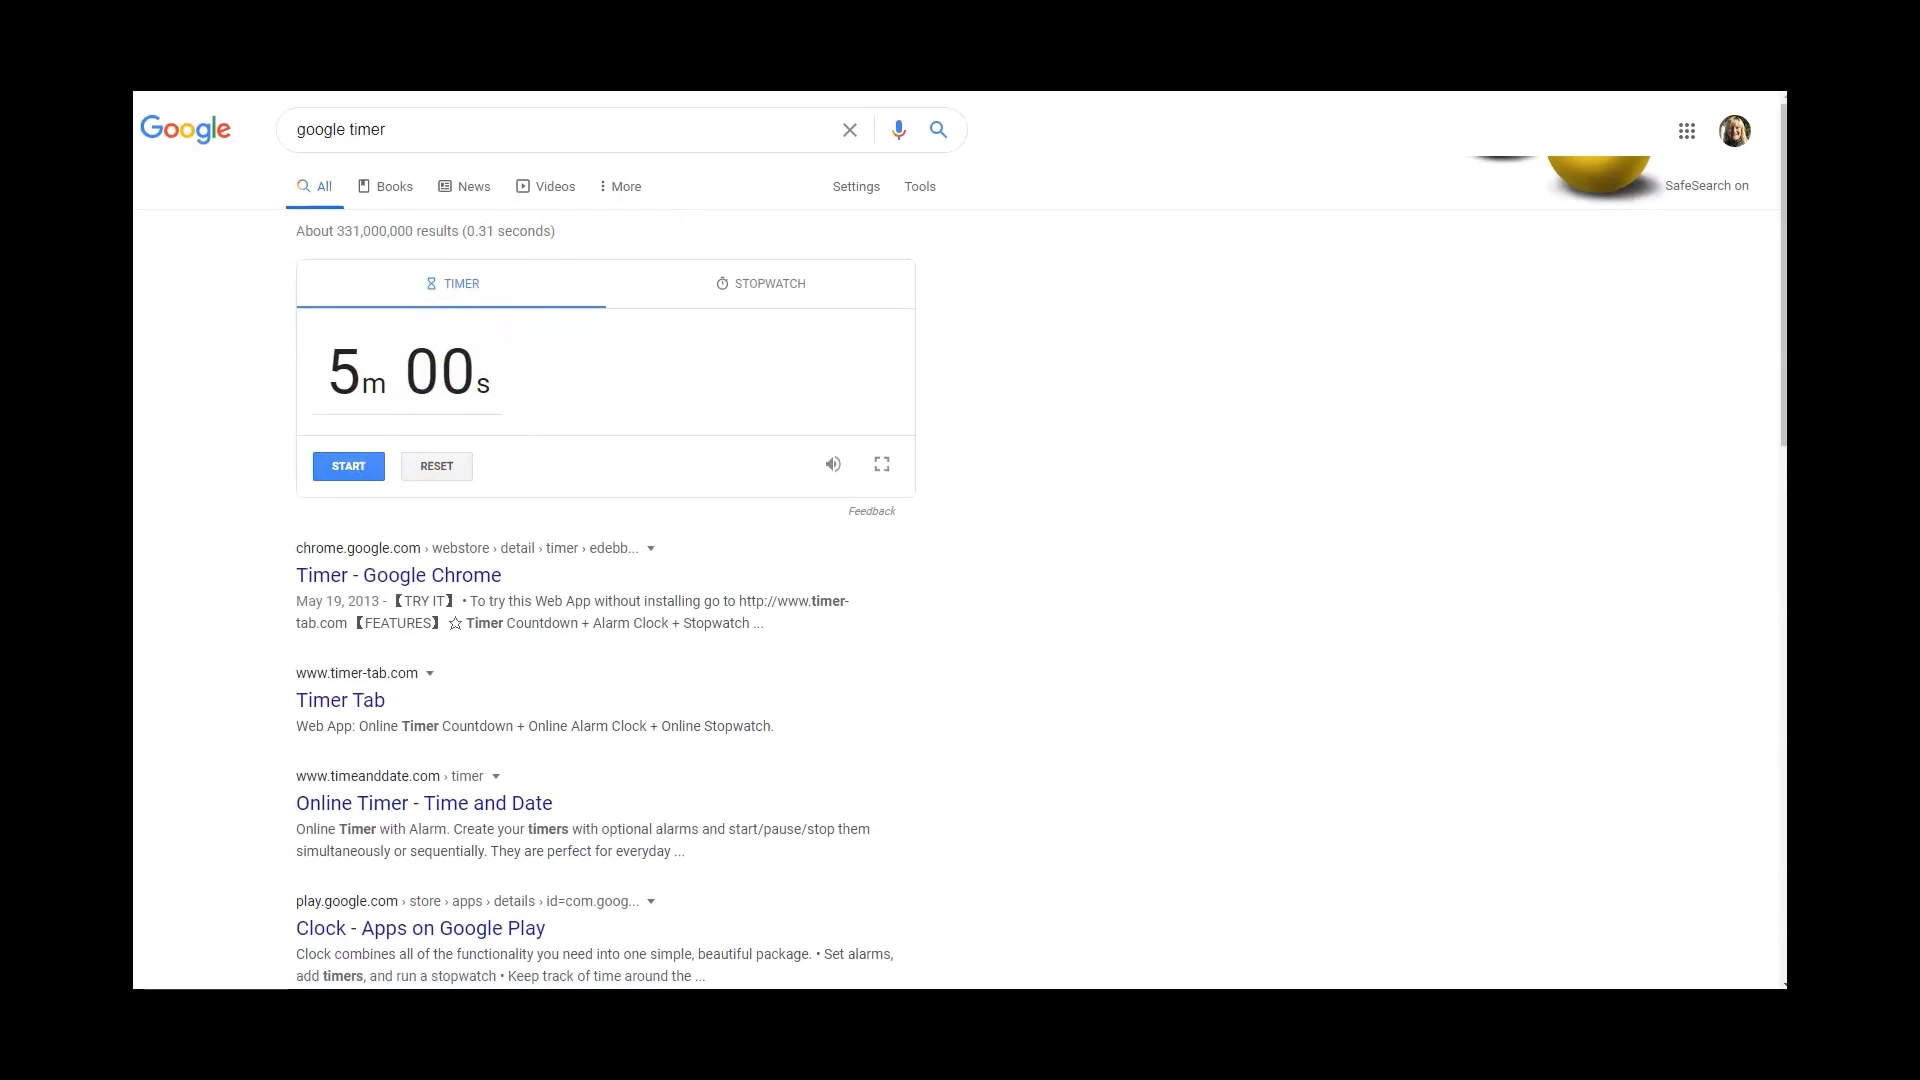 Google
google timer
All Books News Videos More Settings Tools
SafeSearch on
About 331,000,000 results (0.31 seconds)
TIMER STOPWATCH
5m 00s
START RESET
Feedback
chrome.google.com › webstore › detail › timer › edebb...
Timer - Google Chrome
May 19, 2013 - 【TRY IT】 • To try this Web App without installing go to http://www.timer-
tab.com 【FEATURES】 ☆ Timer Countdown + Alarm Clock + Stopwatch ...
www.timer-tab.com
Timer Tab
Web App: Online Timer Countdown + Online Alarm Clock + Online Stopwatch.
www.timeanddate.com › timer
Online Timer - Time and Date
Online Timer with Alarm. Create your timers with optional alarms and start/pause/stop them
simultaneously or sequentially. They are perfect for everyday ...
play.google.com › store › apps › details › id=com.goog...
Clock - Apps on Google Play
Clock combines all of the functionality you need into one simple, beautiful package. • Set alarms,
add timers, and run a stopwatch • Keep track of time around the ...